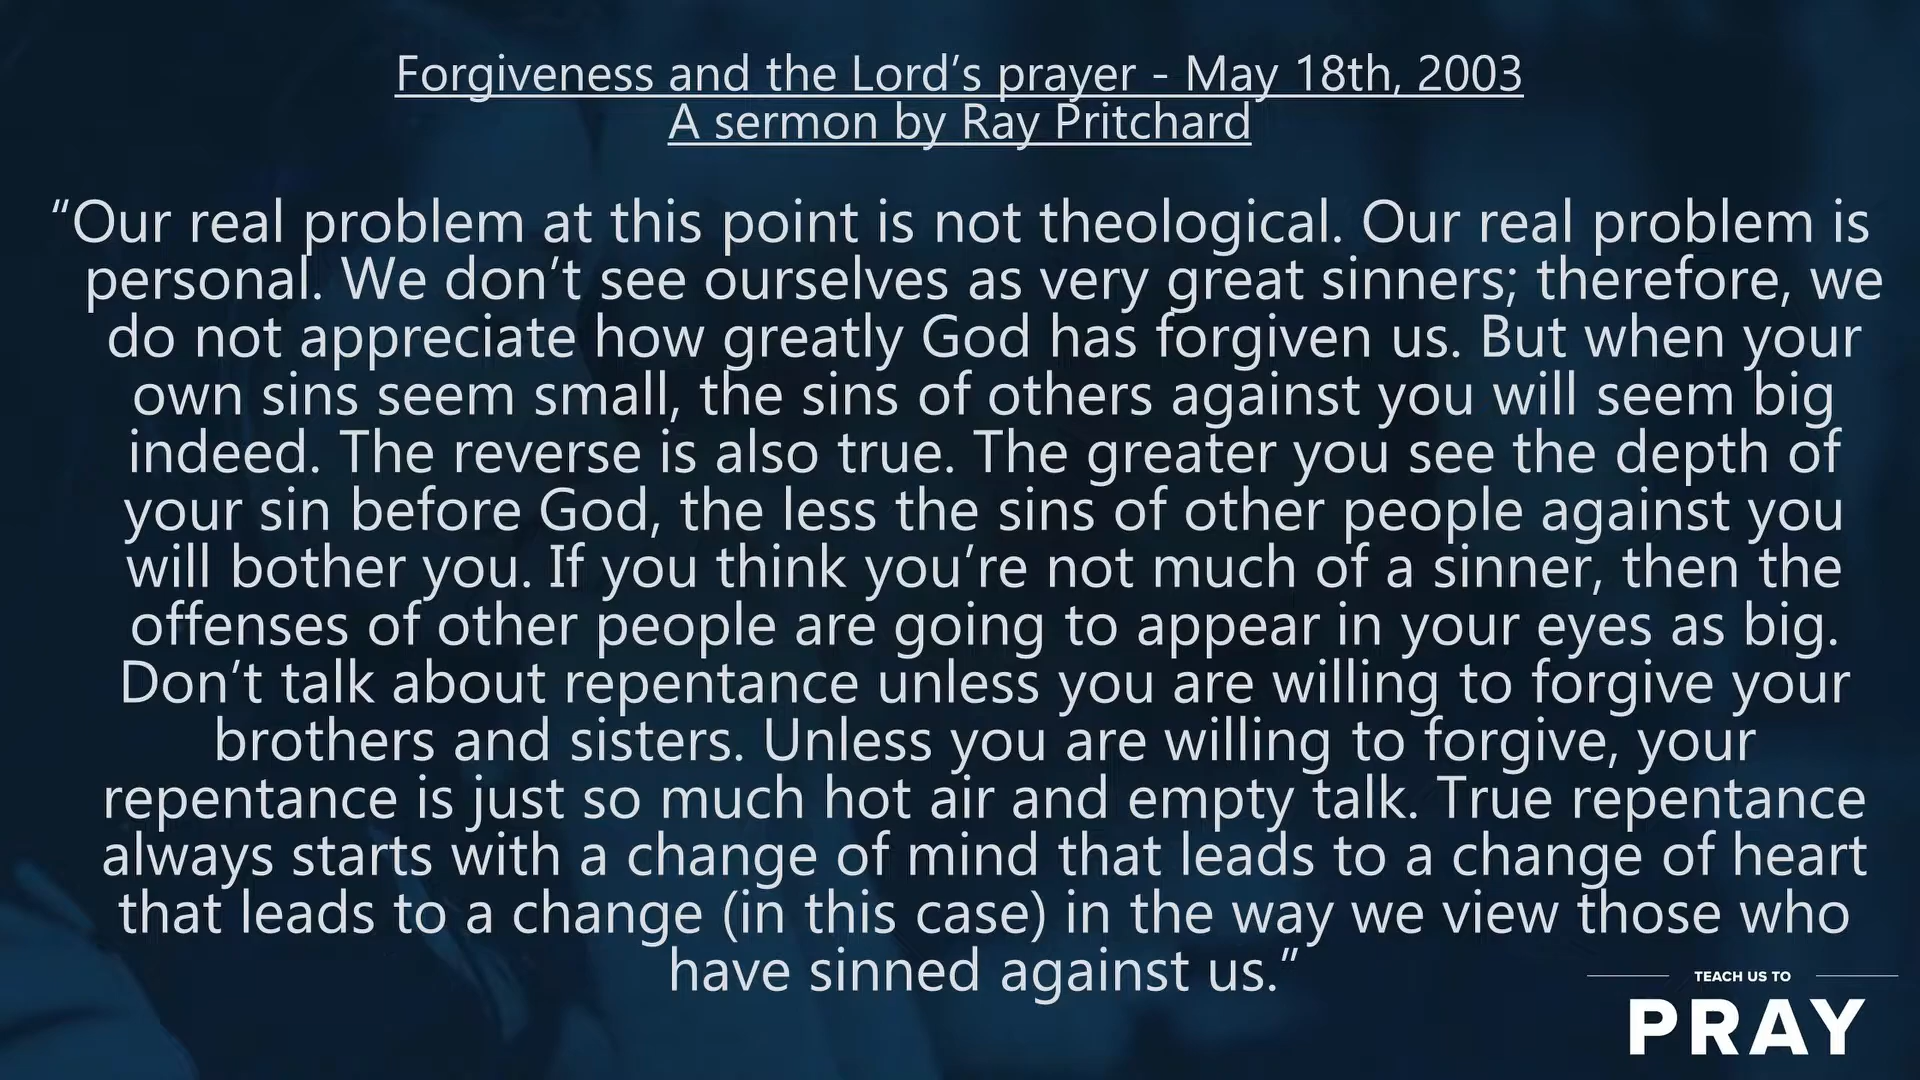 Forgiveness and the Lord’s prayer - May 18th, 2003
A sermon by Ray Pritchard
“Our real problem at this point is not theological. Our real problem is
personal. We don’t see ourselves as very great sinners; therefore, we
do not appreciate how greatly God has forgiven us. But when your
own sins seem small, the sins of others against you will seem big
indeed. The reverse is also true. The greater you see the depth of
your sin before God, the less the sins of other people against you
will bother you. If you think you’re not much of a sinner, then the
offenses of other people are going to appear in your eyes as big.
Don’t talk about repentance unless you are willing to forgive your
brothers and sisters. Unless you are willing to forgive, your
repentance is just so much hot air and empty talk. True repentance
always starts with a change of mind that leads to a change of heart
that leads to a change (in this case) in the way we view those who
have sinned against us.”
TEACH US TO
PRAY